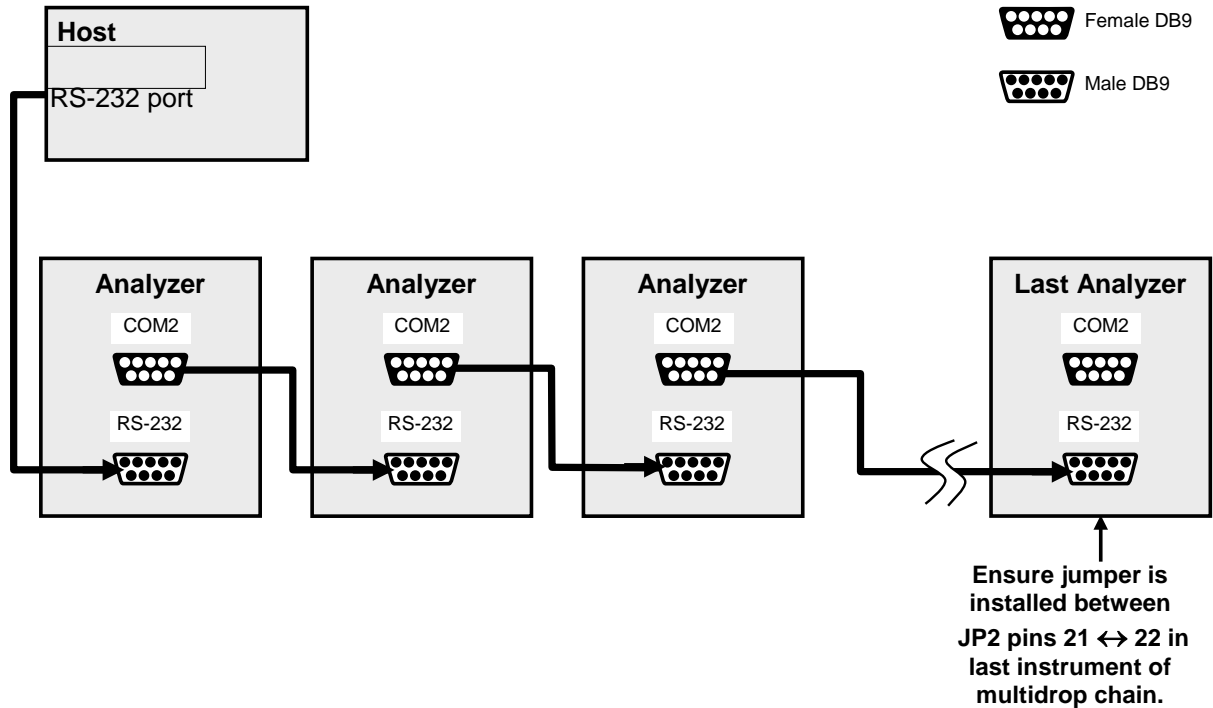 Host
RS-232 port
Female DB9
Male DB9
Analyzer
COM2
RS-232
Analyzer
COM2
RS-232
Analyzer
COM2
RS-232
Last Analyzer
COM2
RS-232
Ensure jumper is
installed between
JP2 pins 21 ↔ 22 in
last instrument of
multidrop chain.